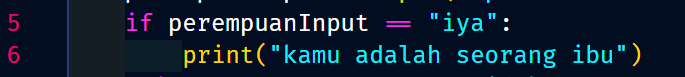 5 if perempuanInput == "iya":
6 print("kamu adalah seorang ibu")